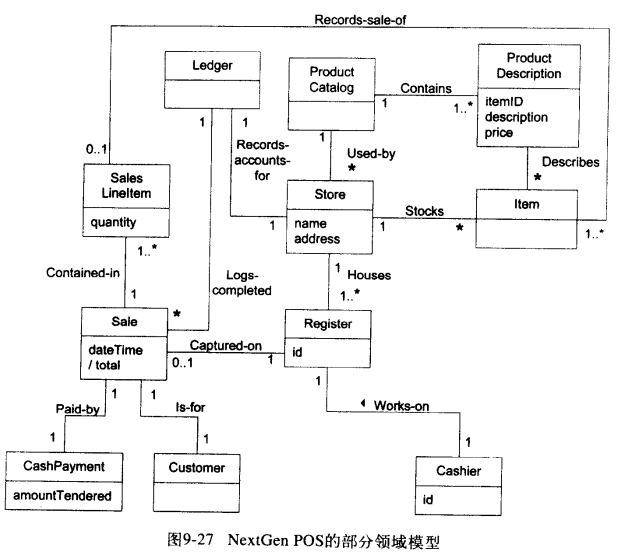 Records-sale-of
Ledger
Product
Catalog
Product
Description
itemID
description
price
Contains
1
1..*
1
1
1
0..1
Records-
accounts-
for
Used-by
*
Describes
*
Sales
LineItem
quantity
Store
name
address
Item
Stocks
1
1
*
1..*
1..*
Contained-in
1
Logs-
completed
*
1
Houses
1..*
Sale
dateTime
/ total
Captured-on
0..1
1
Register
id
Paid-by
1
1
Is-for
1
1
1
Works-on
1
CashPayment
amountTendered
Customer
Cashier
id
图9-27 NextGen POS的部分领域模型